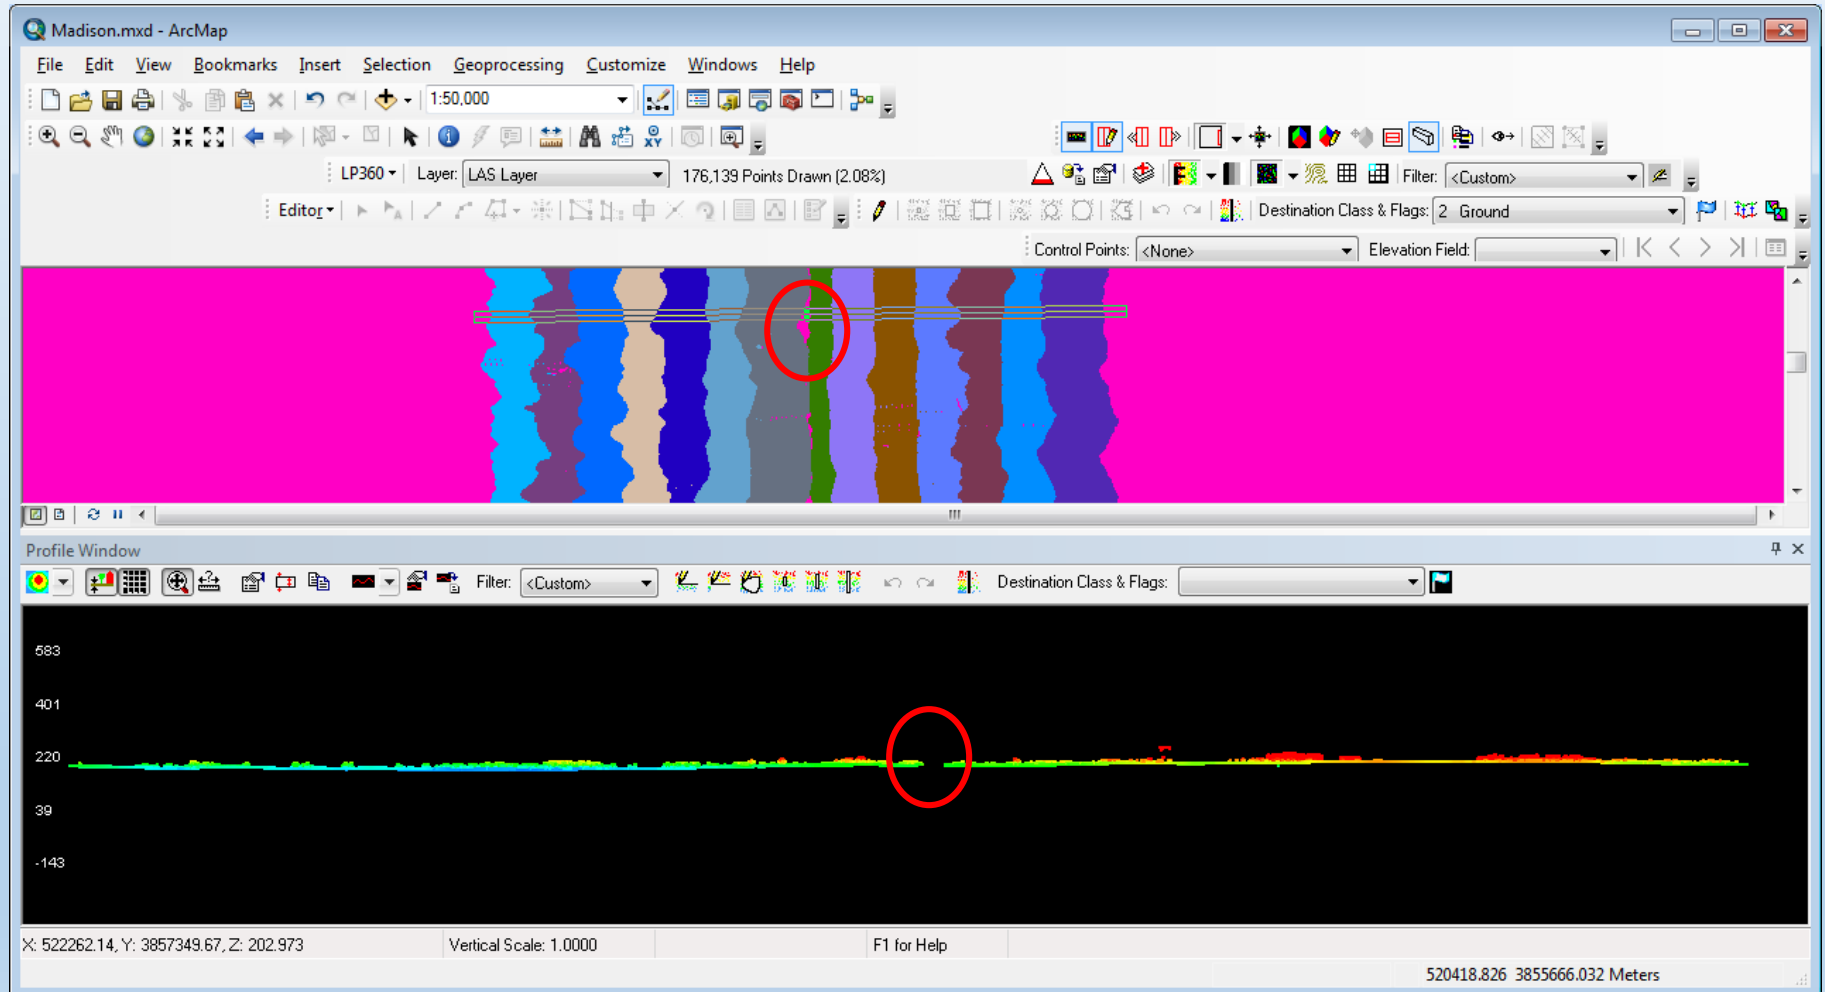 Madison.mxd - ArcMap
File Edit View Bookmarks Insert Selection Geoprocessing Customize Windows Help
1:50,000
LP360 Layer: LAS Layer 176,139 Points Drawn (2.08%) Filter: <Custom>
Editor Destination Class & Flags: 2 Ground
Control Points: <None> Elevation Field:
Profile Window
Filter: <Custom> Destination Class & Flags:
583
401
220
39
-143
X: 522262.14, Y: 3857349.67, Z: 202.973 Vertical Scale: 1.0000 F1 for Help
520418.826 3855666.032 Meters